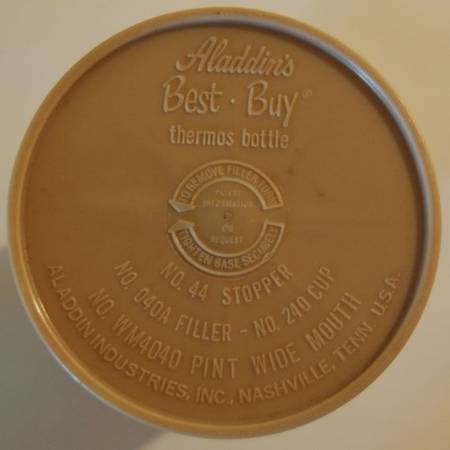 Aladdin's
Best · Buy®
thermos bottle
TO REMOVE FILLER TURN
PATENT
INFORMATION
ON
REQUEST
TIGHTEN BASE SECURELY
NO. 44 STOPPER
NO. 040A FILLER - NO. 240 CUP
NO. WM4040 PINT WIDE MOUTH
ALADDIN INDUSTRIES, INC., NASHVILLE, TENN. U.S.A.